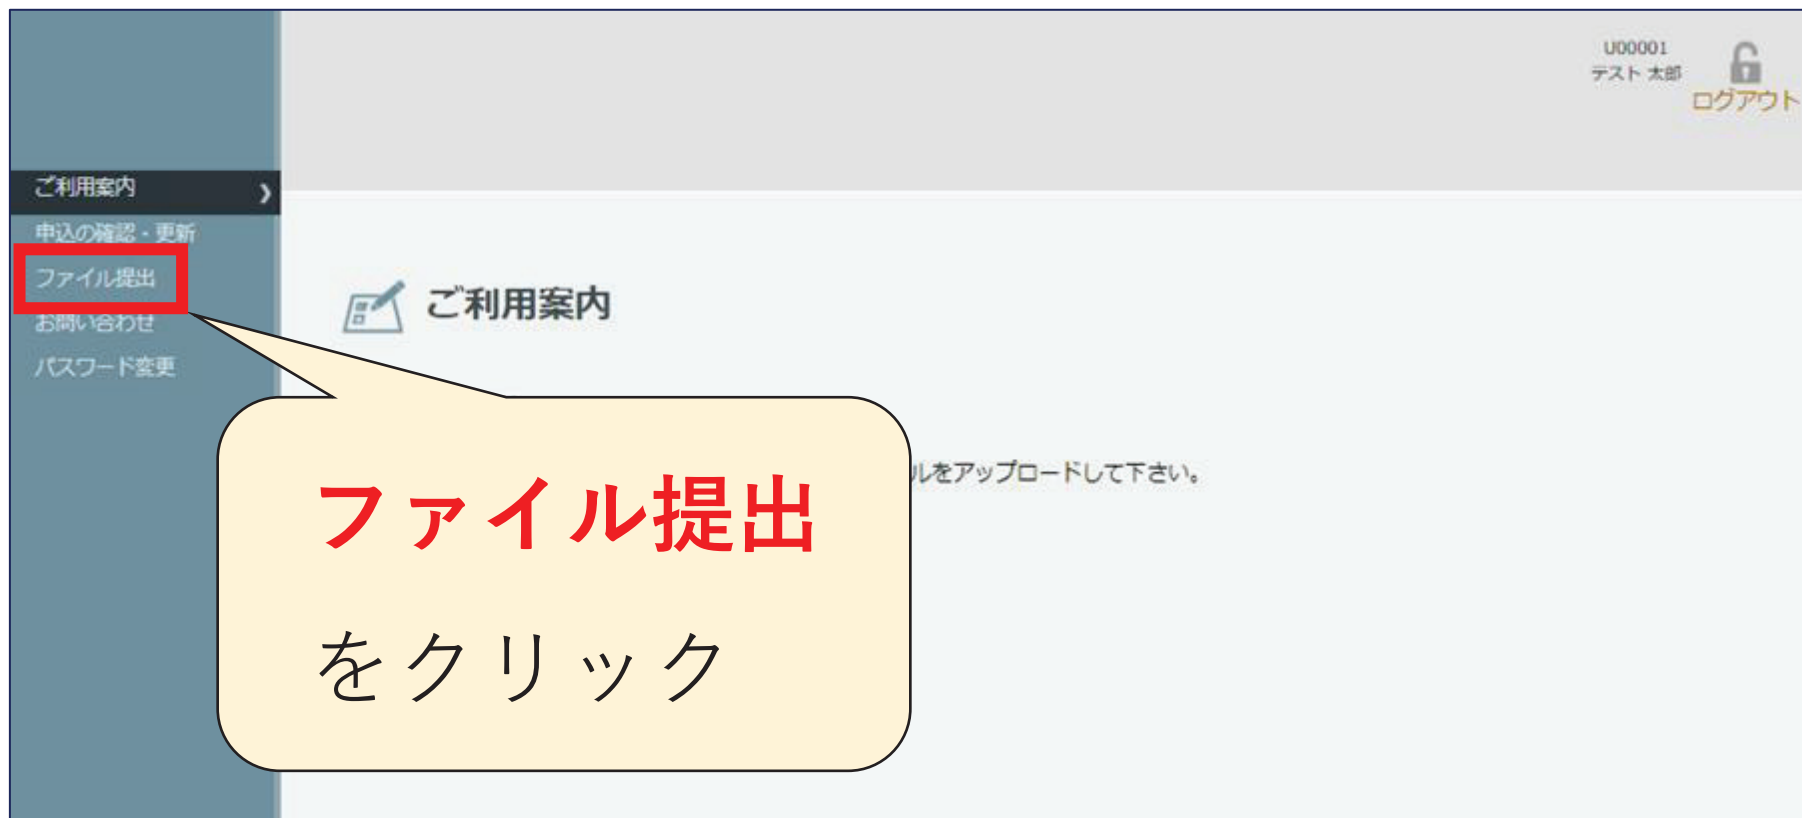 U00001
テスト 太郎
ログアウト
ご利用案内
申込の確認・更新
ファイル提出
お問い合わせ
パスワード変更
ご利用案内
ルをアップロードして下さい。
ファイル提出
をクリック